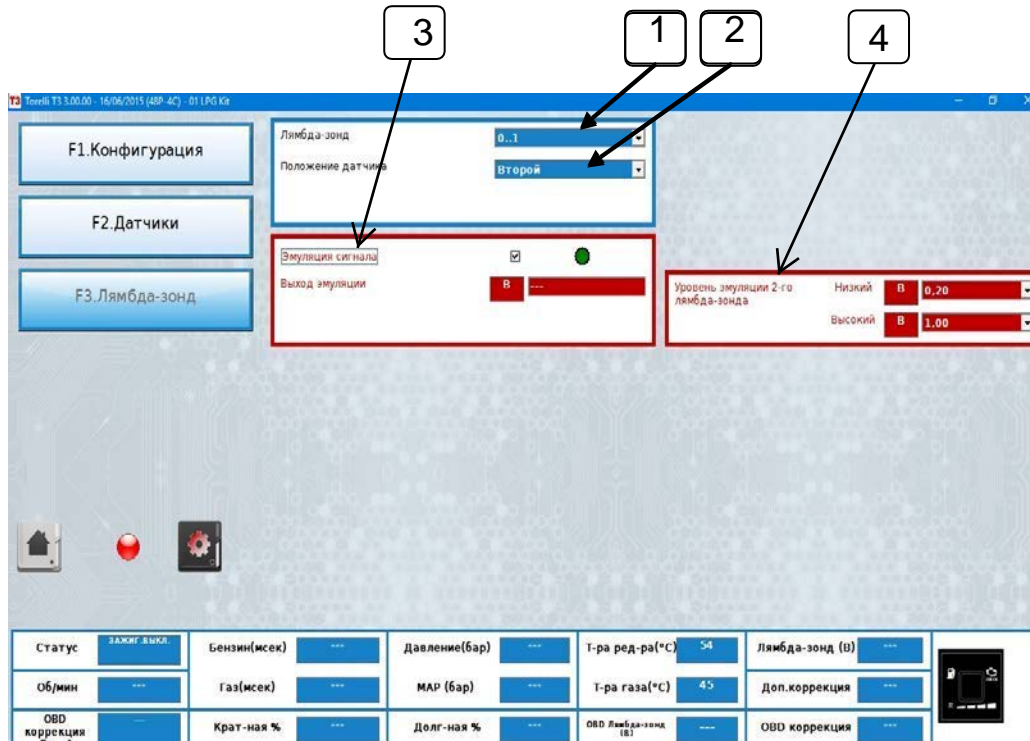 3
1
2
4
T3 Torelli T3 3.00.00 - 16/06/2015 (48P-4C) - 01 LPG Kit
F1.Конфигурация
F2.Датчики
F3.Лямбда-зонд
Лямбда-зонд
0..1
Положение датчика
Второй
Эмуляция сигнала
Выход эмуляции
В ---
Уровень эмуляции 2-го
лямбда-зонда
Низкий В 0,20
Высокий В 1.00
Статус ЗАЖИГ.ВЫКЛ. Бензин(мсек) --- Давление(бар) --- Т-ра ред-ра(°C) 54 Лямбда-зонд (В) ---
Об/мин --- Газ(мсек) --- МАР (бар) --- Т-ра газа(°C) 45 Доп.коррекция ---
OBD
коррекция
--- Крат-ная % --- Долг-ная % --- OBD Лямбда-зонд
(В) --- OBD коррекция ---